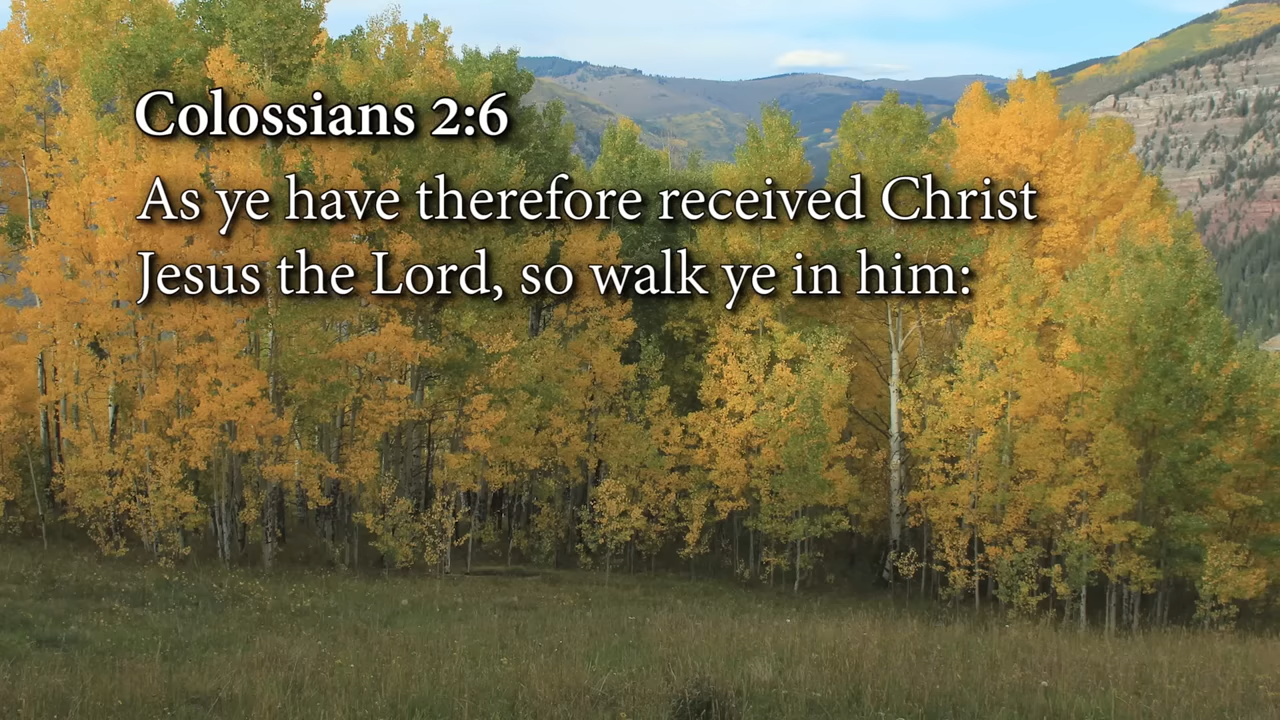 Colossians 2:6
As ye have therefore received Christ
Jesus the Lord, so walk ye in him: